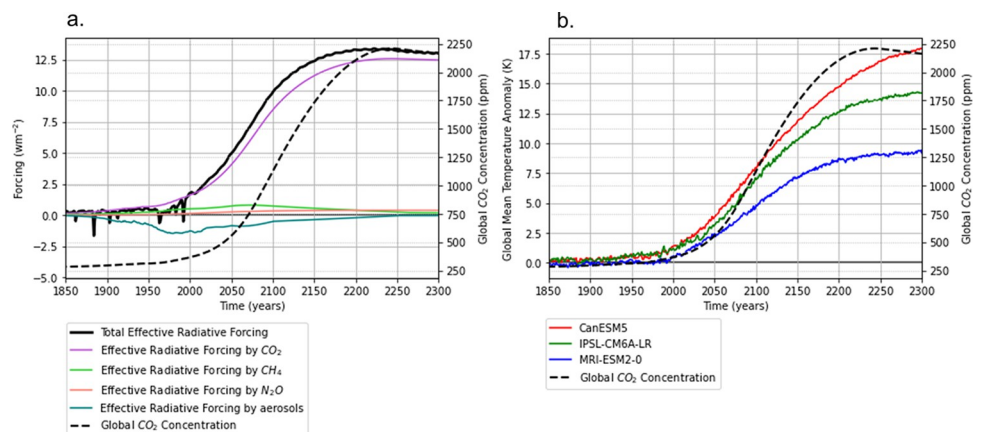 a.
12.5
10.0
7.5
5.0
2.5
0.0
−2.5
−5.0
Forcing (wm⁻²)
2250
2000
1750
1500
1250
1000
750
500
250
Global CO₂ Concentration (ppm)
1850 1900 1950 2000 2050 2100 2150 2200 2250 2300
Time (years)
Total Effective Radiative Forcing
Effective Radiative Forcing by CO₂
Effective Radiative Forcing by CH₄
Effective Radiative Forcing by N₂O
Effective Radiative Forcing by aerosols
Global CO₂ Concentration
b.
17.5
15.0
12.5
10.0
7.5
5.0
2.5
0.0
Global Mean Temperature Anomaly (K)
2250
2000
1750
1500
1250
1000
750
500
250
Global CO₂ Concentration (ppm)
1850 1900 1950 2000 2050 2100 2150 2200 2250 2300
Time (years)
CanESM5
IPSL-CM6A-LR
MRI-ESM2-0
Global CO₂ Concentration